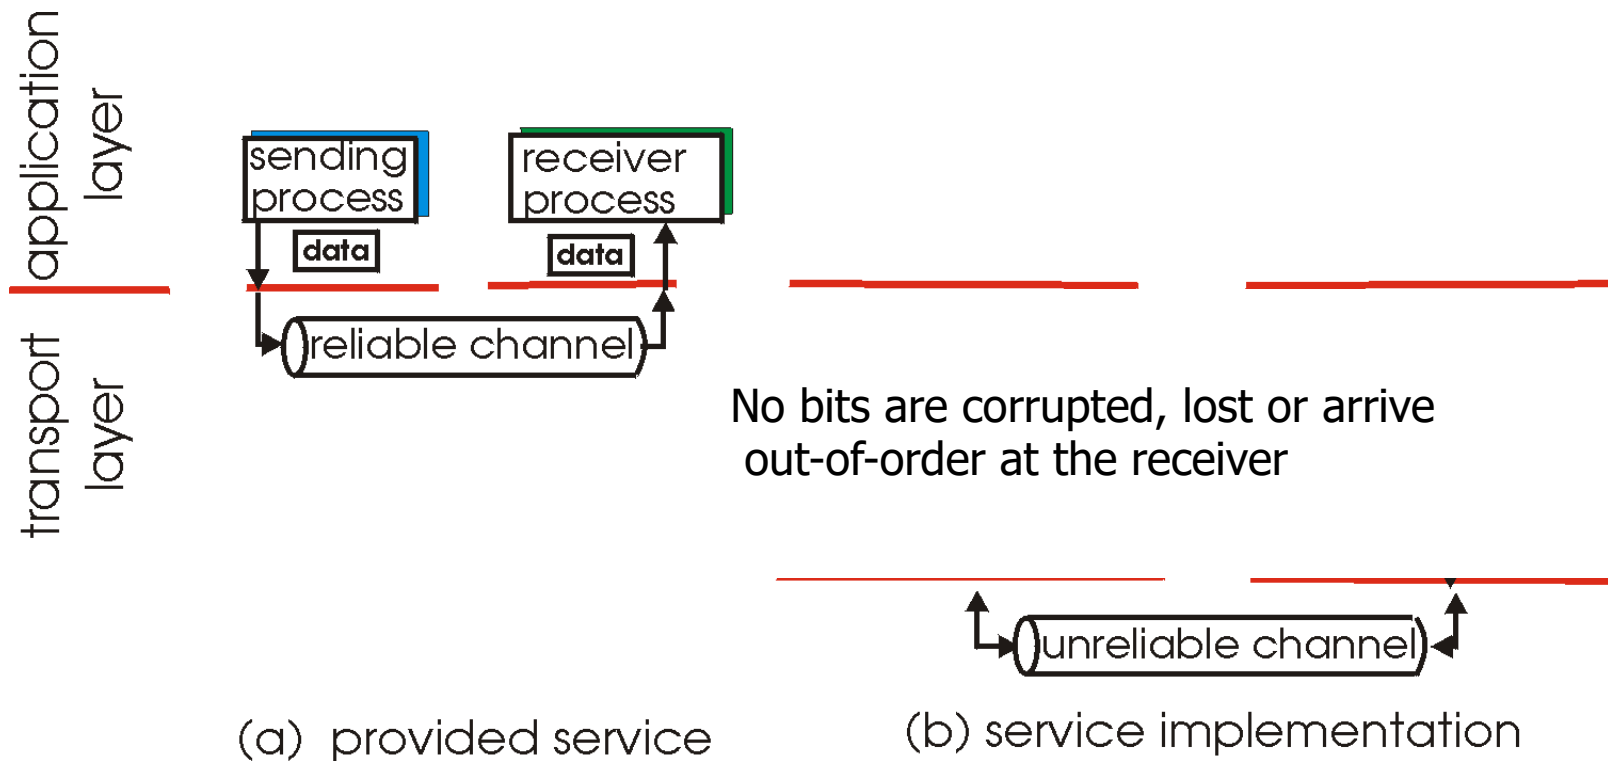 application
layer
sending
process
receiver
process
data
data
transport
layer
reliable channel
No bits are corrupted, lost or arrive
out-of-order at the receiver
unreliable channel
(a) provided service
(b) service implementation